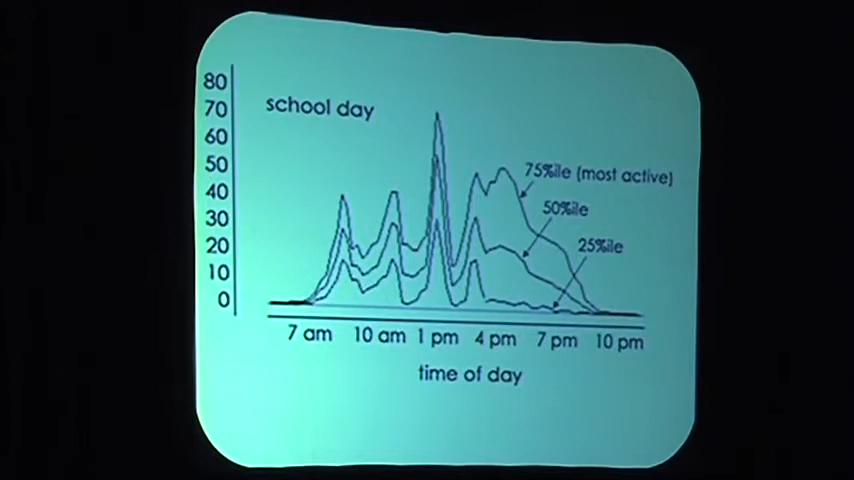 80
70
60
50
40
30
20
10
0
school day
75%ile (most active)
50%ile
25%ile
7 am 10 am 1 pm 4 pm 7 pm 10 pm
time of day